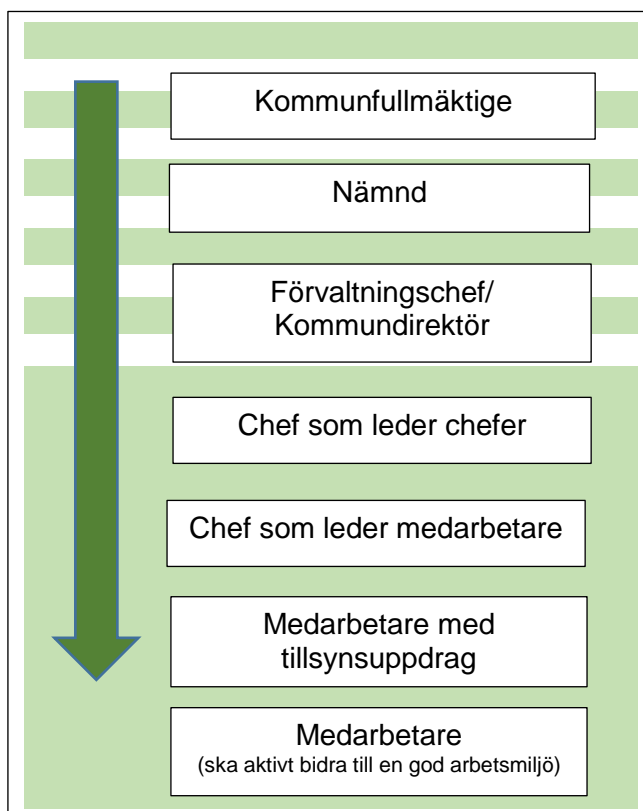 Kommunfullmäktige
Nämnd
Förvaltningschef/
Kommundirektör
Chef som leder chefer
Chef som leder medarbetare
Medarbetare med
tillsynsuppdrag
Medarbetare
(ska aktivt bidra till en god arbetsmiljö)